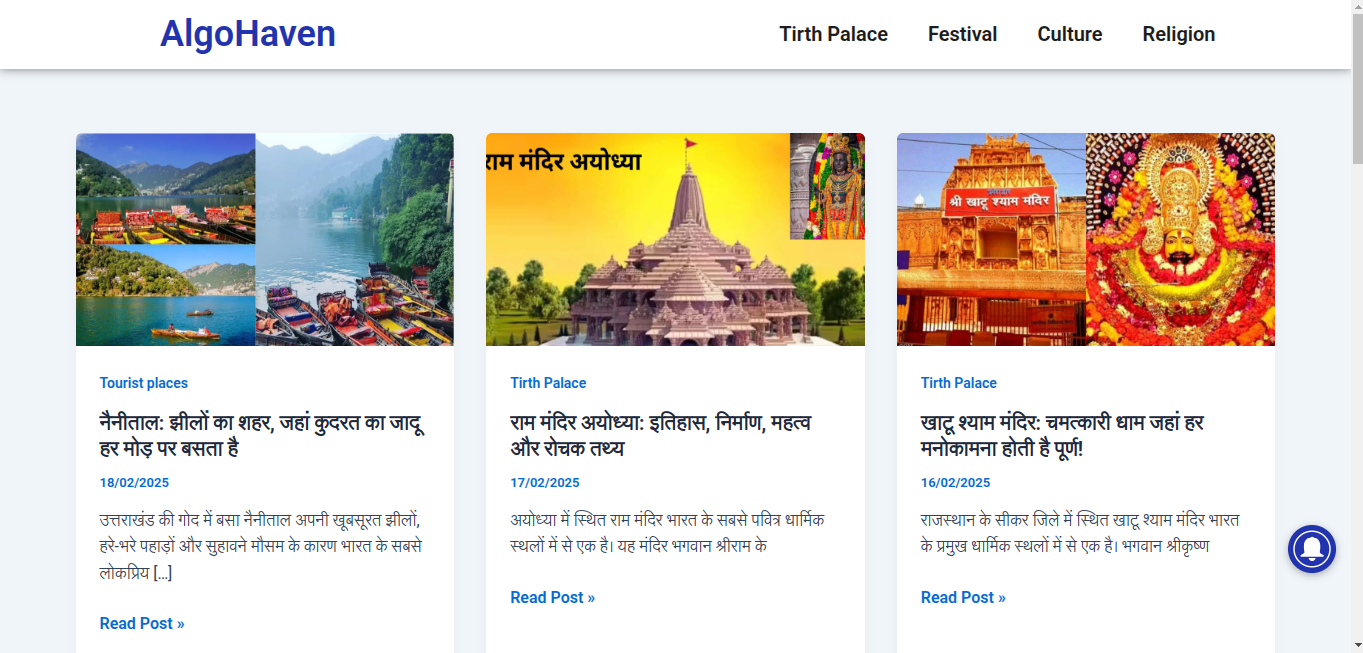 AlgoHaven
Tirth Palace Festival Culture Religion
राम मंदिर अयोध्या
श्री खाटू श्याम मंदिर
Tourist places
नैनीताल: झीलों का शहर, जहां कुदरत का जादू
हर मोड़ पर बसता है
18/02/2025
उत्तराखंड की गोद में बसा नैनीताल अपनी खूबसूरत झीलों,
हरे-भरे पहाड़ों और सुहावने मौसम के कारण भारत के सबसे
लोकप्रिय […]
Read Post »
Tirth Palace
राम मंदिर अयोध्या: इतिहास, निर्माण, महत्व
और रोचक तथ्य
17/02/2025
अयोध्या में स्थित राम मंदिर भारत के सबसे पवित्र धार्मिक
स्थलों में से एक है। यह मंदिर भगवान श्रीराम के
Read Post »
Tirth Palace
खाटू श्याम मंदिर: चमत्कारी धाम जहां हर
मनोकामना होती है पूर्ण!
16/02/2025
राजस्थान के सीकर जिले में स्थित खाटू श्याम मंदिर भारत
के प्रमुख धार्मिक स्थलों में से एक है। भगवान श्रीकृष्ण
Read Post »